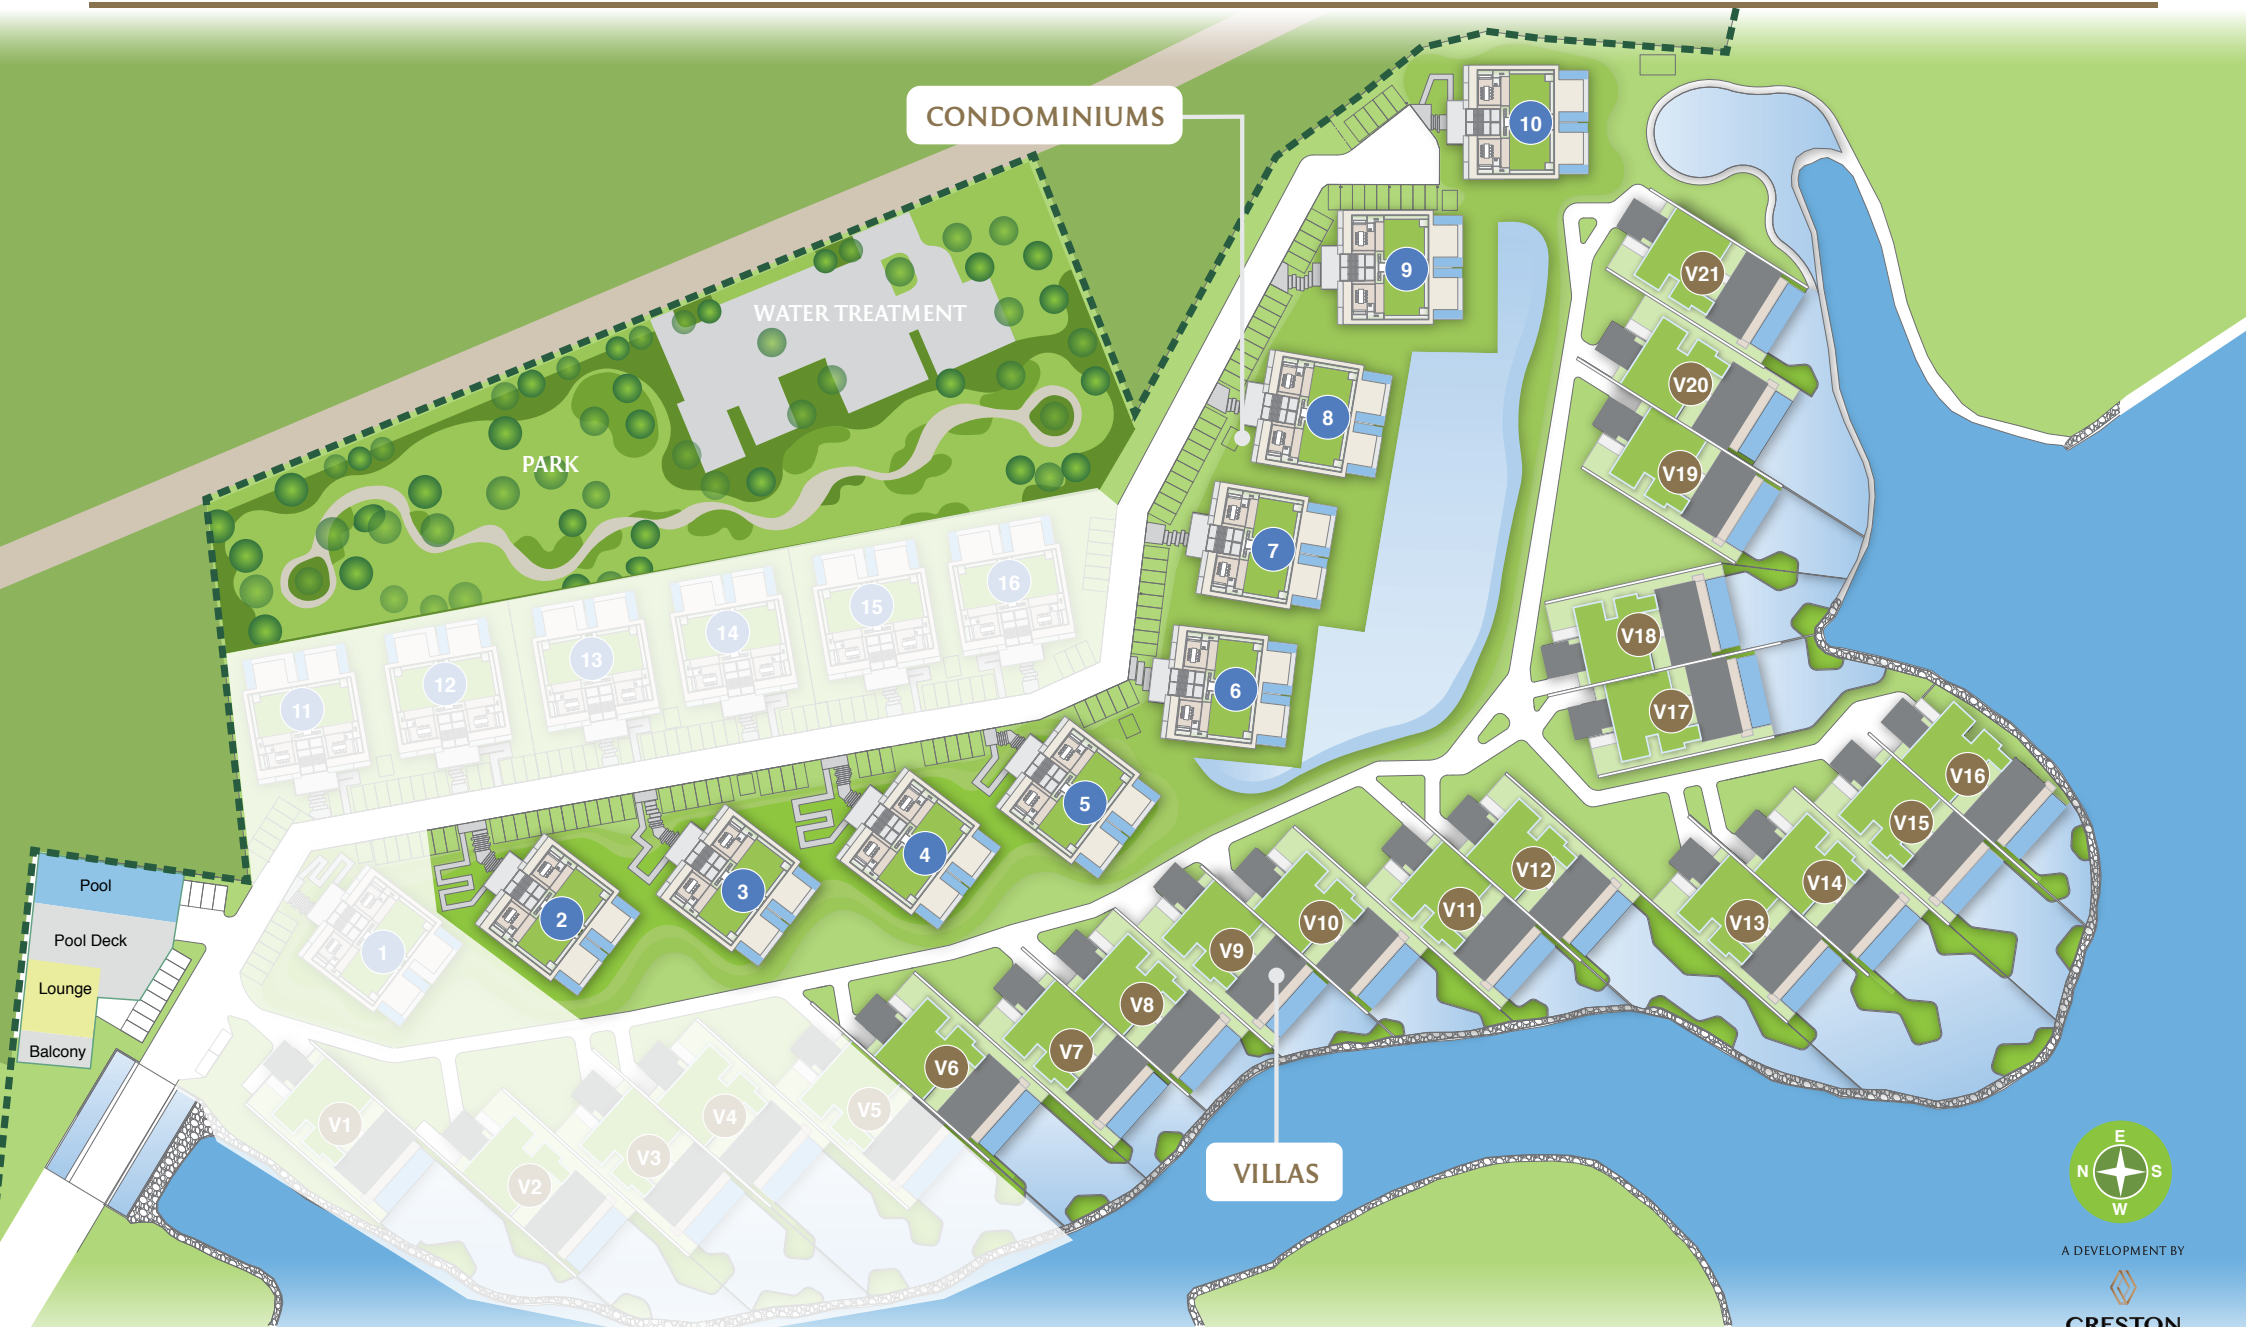 CONDOMINIUMS
10
9
V21
WATER TREATMENT
V20
8
PARK
V19
7
16
15
14
V18
13
12
6
11
V17
V16
5
V15
4
V12
V14
Pool
3
V11
2
V10
V13
Pool Deck
1
V9
Lounge
V8
Balcony
V7
V6
V5
V4
V1
V3
V2
VILLAS
E
N
S
W
A DEVELOPMENT BY
CRESTON